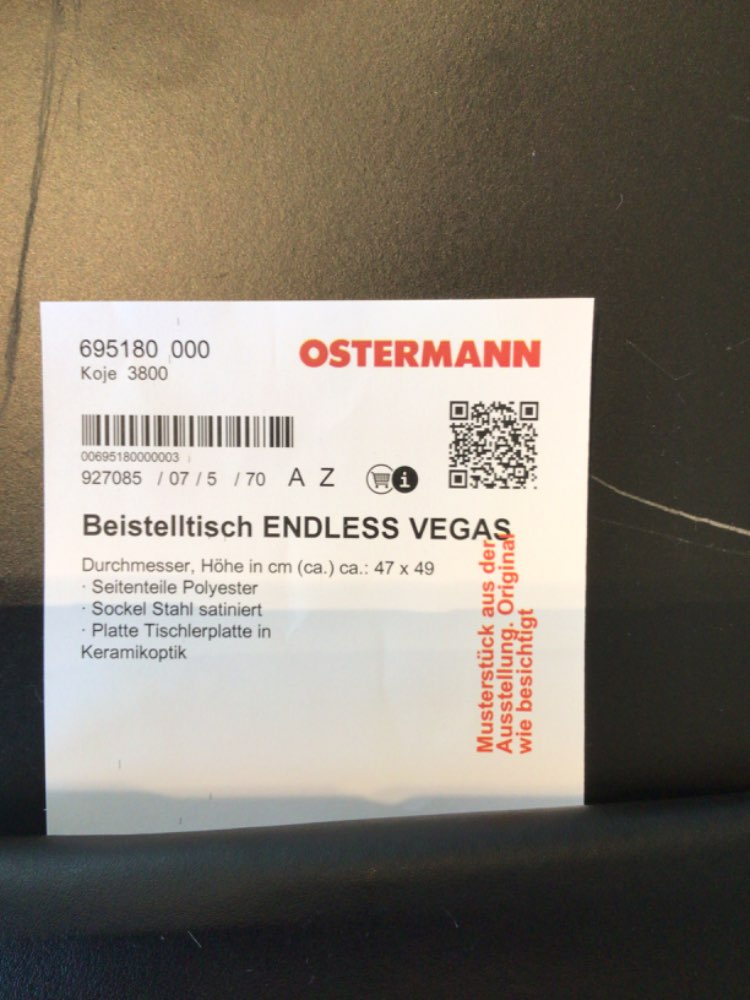 695180 000
OSTERMANN
Koje 3800
00695180000003
927085 / 07 / 5 / 70 A Z i
Beistelltisch ENDLESS VEGAS
Durchmesser, Höhe in cm (ca.) ca.: 47 x 49
· Seitenteile Polyester
· Sockel Stahl satiniert
· Platte Tischlerplatte in
Keramikoptik
Musterstück aus der
Ausstellung. Original
wie besichtigt